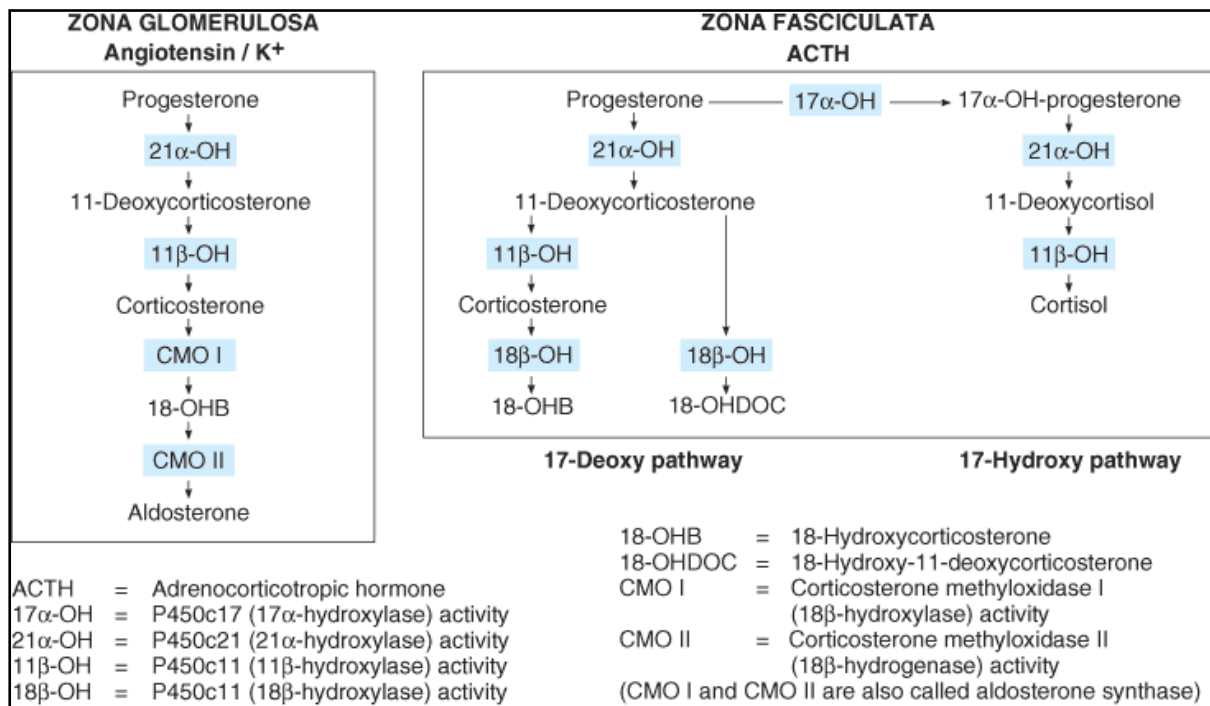 ZONA GLOMERULOSA
Angiotensin / K+
Progesterone
21α-OH
11-Deoxycorticosterone
11β-OH
Corticosterone
CMO I
18-OHB
CMO II
Aldosterone
ZONA FASCICULATA
ACTH
Progesterone 17α-OH 17α-OH-progesterone
21α-OH 21α-OH
11-Deoxycorticosterone 11-Deoxycortisol
11β-OH 11β-OH
Corticosterone Cortisol
18β-OH 18β-OH
18-OHB 18-OHDOC
17-Deoxy pathway 17-Hydroxy pathway
ACTH = Adrenocorticotropic hormone
17α-OH = P450c17 (17α-hydroxylase) activity
21α-OH = P450c21 (21α-hydroxylase) activity
11β-OH = P450c11 (11β-hydroxylase) activity
18β-OH = P450c11 (18β-hydroxylase) activity
18-OHB = 18-Hydroxycorticosterone
18-OHDOC = 18-Hydroxy-11-deoxycorticosterone
CMO I = Corticosterone methyloxidase I
(18β-hydroxylase) activity
CMO II = Corticosterone methyloxidase II
(18β-hydrogenase) activity
(CMO I and CMO II are also called aldosterone synthase)